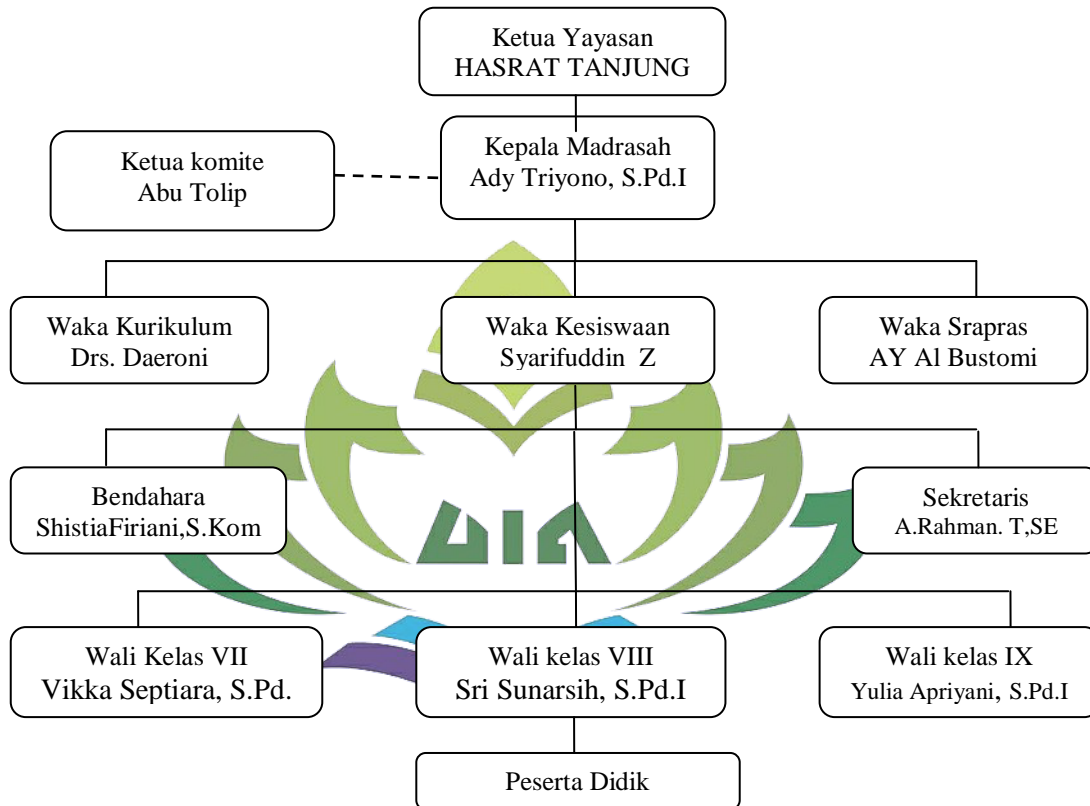 Ketua Yayasan
HASRAT TANJUNG
Ketua komite
Abu Tolip
Kepala Madrasah
Ady Triyono, S.Pd.I
Waka Kurikulum
Drs. Daeroni
Waka Kesiswaan
Syarifuddin  Z
Waka Srapras
AY Al Bustomi
Bendahara
ShistiaFiriani,S.Kom
Sekretaris
A.Rahman. T,SE
Wali Kelas VII
Vikka Septiara, S.Pd.
Wali kelas VIII
Sri Sunarsih, S.Pd.I
Wali kelas IX
Yulia Apriyani, S.Pd.I
Peserta Didik